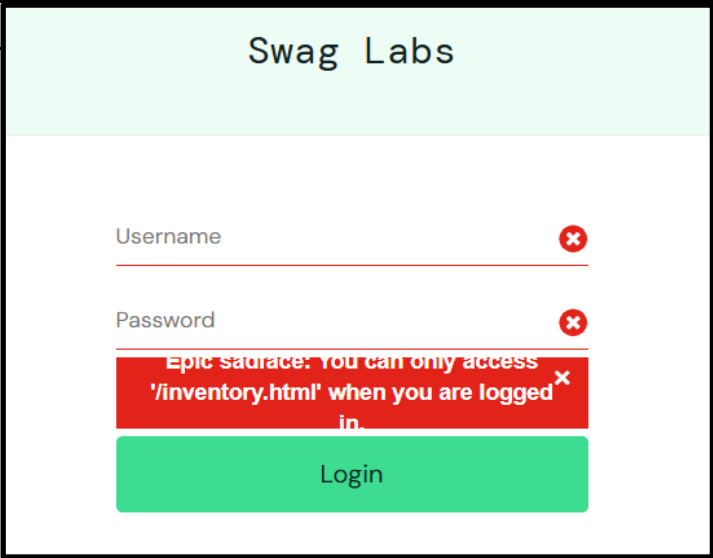 Swag Labs
Username
Password
Epic sadface: You can only access
'/inventory.html' when you are logged
in.
Login